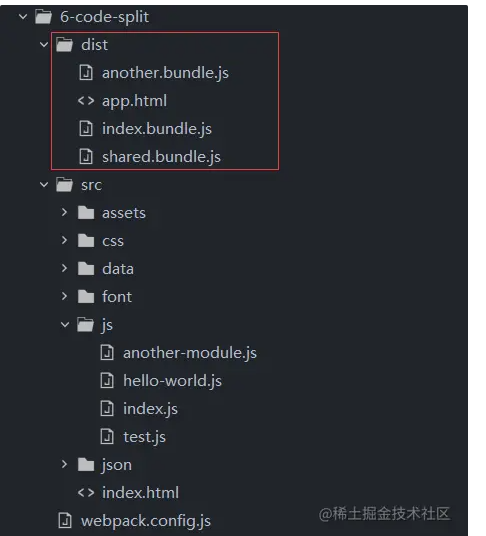 6-code-split
dist
another.bundle.js
app.html
index.bundle.js
shared.bundle.js
src
assets
css
data
font
js
another-module.js
hello-world.js
index.js
test.js
json
index.html
webpack.config.js
@稀土掘金技术社区